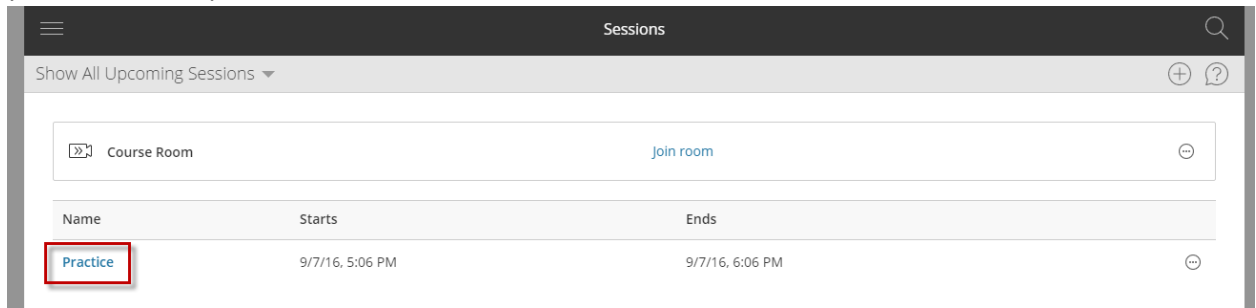 Sessions
Show All Upcoming Sessions
Course Room Join room
Name Starts Ends
Practice 9/7/16, 5:06 PM 9/7/16, 6:06 PM